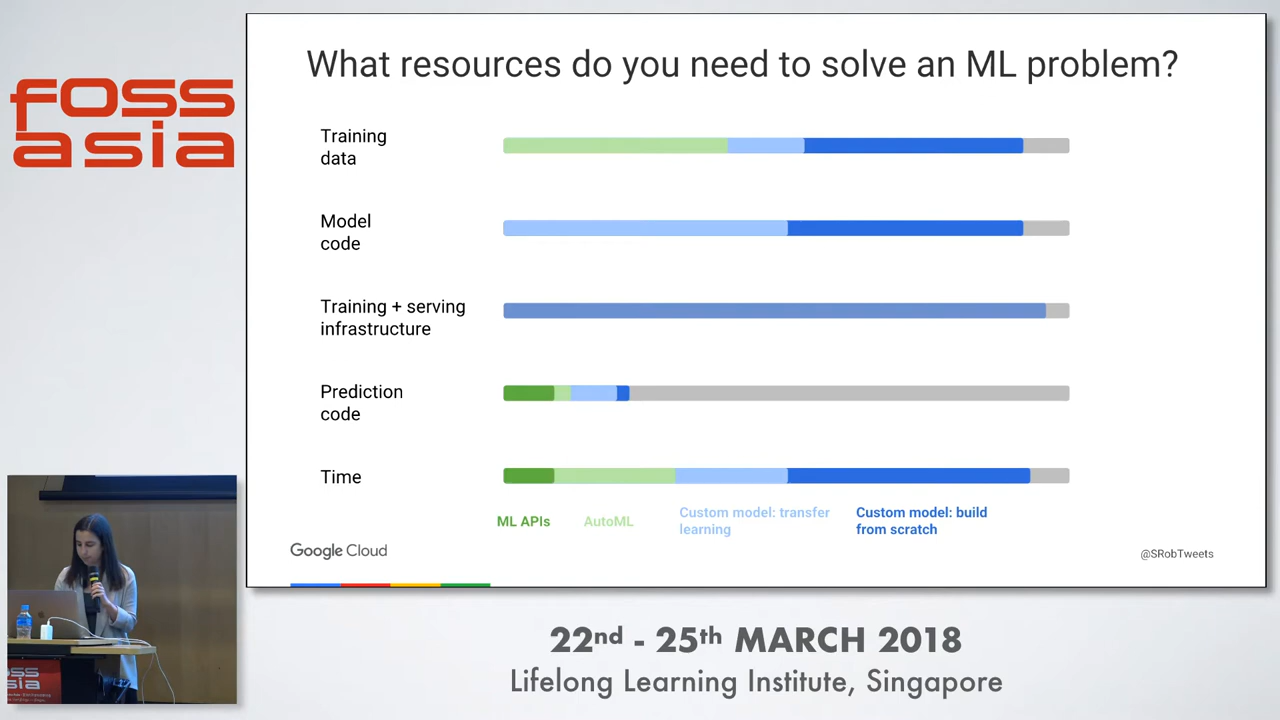 foss
asia
What resources do you need to solve an ML problem?
Training
data
Model
code
Training + serving
infrastructure
Prediction
code
Time
ML APIs
AutoML
Custom model: transfer
learning
Custom model: build
from scratch
Google Cloud
@SRobTweets
22nd - 25th MARCH 2018
Lifelong Learning Institute, Singapore